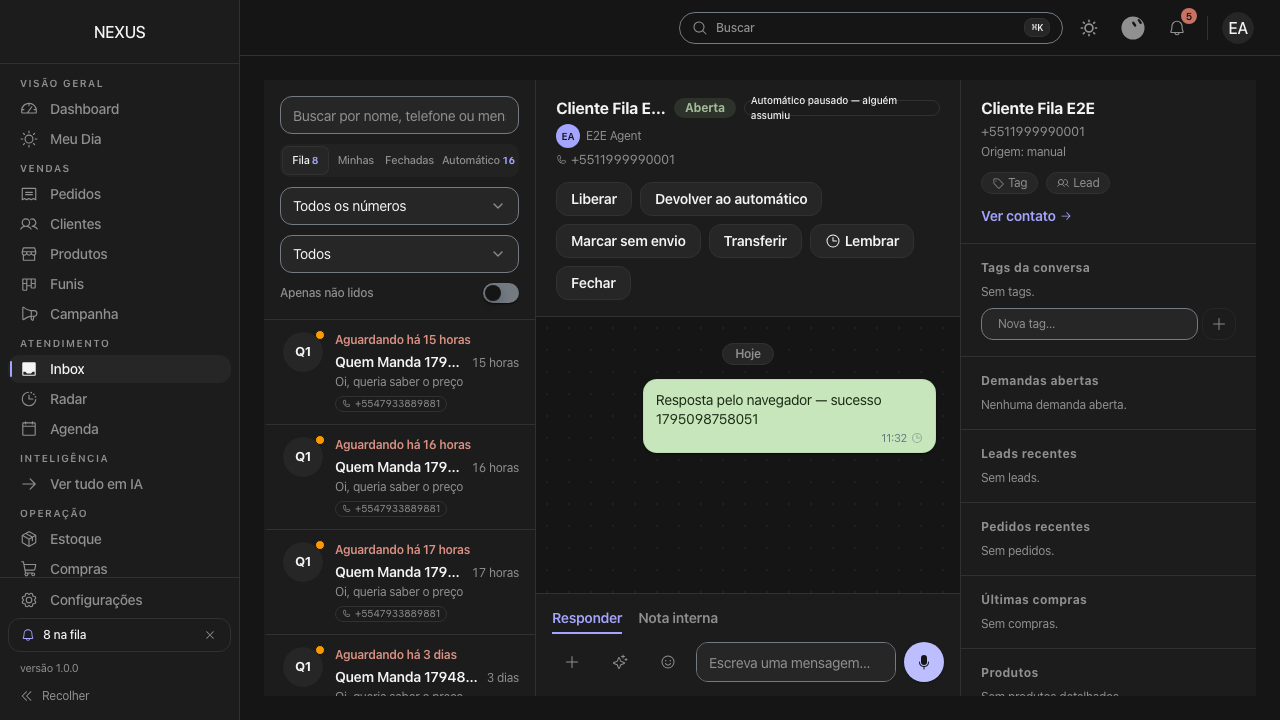 NEXUS
VISÃO GERAL
Dashboard
Meu Dia
VENDAS
Pedidos
Clientes
Produtos
Funis
Campanha
ATENDIMENTO
Inbox
Radar
Agenda
INTELIGÊNCIA
Ver tudo em IA
OPERAÇÃO
Estoque
Compras
Configurações
8 na fila
versão 1.0.0
Recolher
Buscar
⌘K
5
EA
Buscar por nome, telefone ou men
Fila 8
Minhas
Fechadas
Automático 16
Todos os números
Todos
Apenas não lidos
Q1
Aguardando há 15 horas
Quem Manda 179... 15 horas
Oi, queria saber o preço
+5547933889881
Q1
Aguardando há 16 horas
Quem Manda 179... 16 horas
Oi, queria saber o preço
+5547933889881
Q1
Aguardando há 17 horas
Quem Manda 179... 17 horas
Oi, queria saber o preço
+5547933889881
Q1
Aguardando há 3 dias
Quem Manda 17948... 3 dias
Oi, queria saber o preço
Cliente Fila E...
Aberta
Automático pausado — alguém
assumiu
EA
E2E Agent
+5511999990001
Liberar
Devolver ao automático
Marcar sem envio
Transferir
Lembrar
Fechar
Hoje
Resposta pelo navegador — sucesso
1795098758051
11:32
Responder
Nota interna
Escreva uma mensagem...
Cliente Fila E2E
+5511999990001
Origem: manual
Tag
Lead
Ver contato →
Tags da conversa
Sem tags.
Nova tag...
Demandas abertas
Nenhuma demanda aberta.
Leads recentes
Sem leads.
Pedidos recentes
Sem pedidos.
Últimas compras
Sem compras.
Produtos
Sem produtos detalhados.